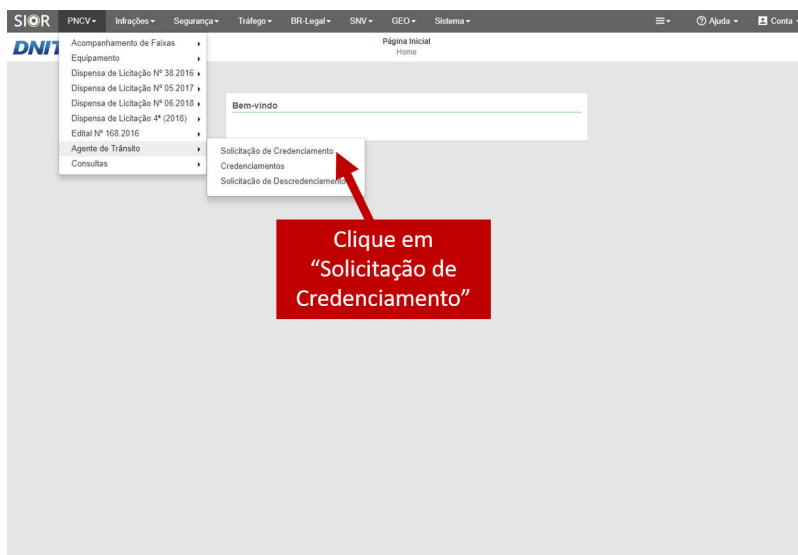 SIOR PNCV Infrações Segurança Tráfego BR-Legal SNV GEO Sistema Ajuda Conta
DNIT
Página Inicial
Home
Acompanhamento de Faixas
Equipamento
Dispensa de Licitação Nº 38.2016
Dispensa de Licitação Nº 05.2017
Dispensa de Licitação Nº 06.2018
Dispensa de Licitação 4ª (2018)
Edital Nº 168.2016
Agente de Trânsito
Consultas
Bem-vindo
Solicitação de Credenciamento
Credenciamentos
Solicitação de Descredenciamento
Clique em
“Solicitação de
Credenciamento”